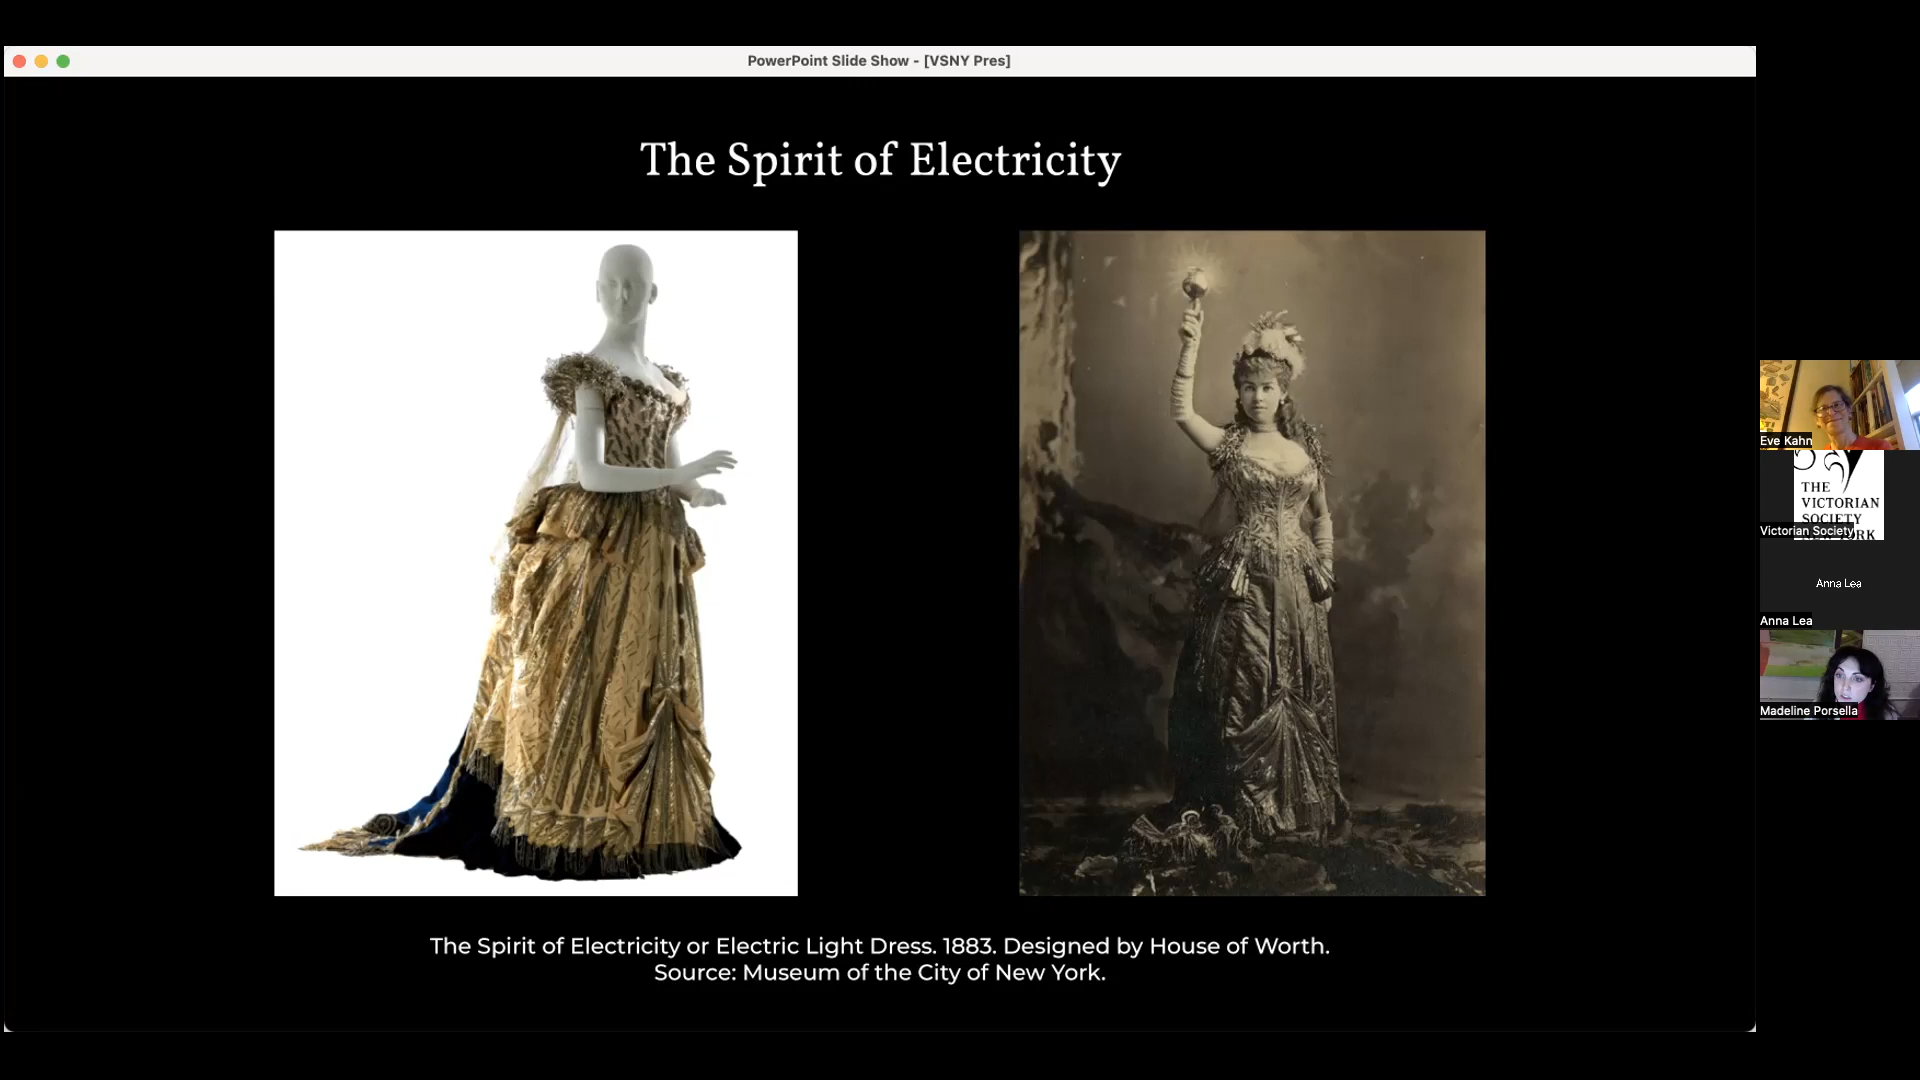 PowerPoint Slide Show - [VSNY Pres]
The Spirit of Electricity
The Spirit of Electricity or Electric Light Dress. 1883. Designed by House of Worth.
Source: Museum of the City of New York.
Eve Kahn
THE
VICTORIAN
SOCIETY
Victorian Society
Anna Lea
Anna Lea
Madeline Porsella